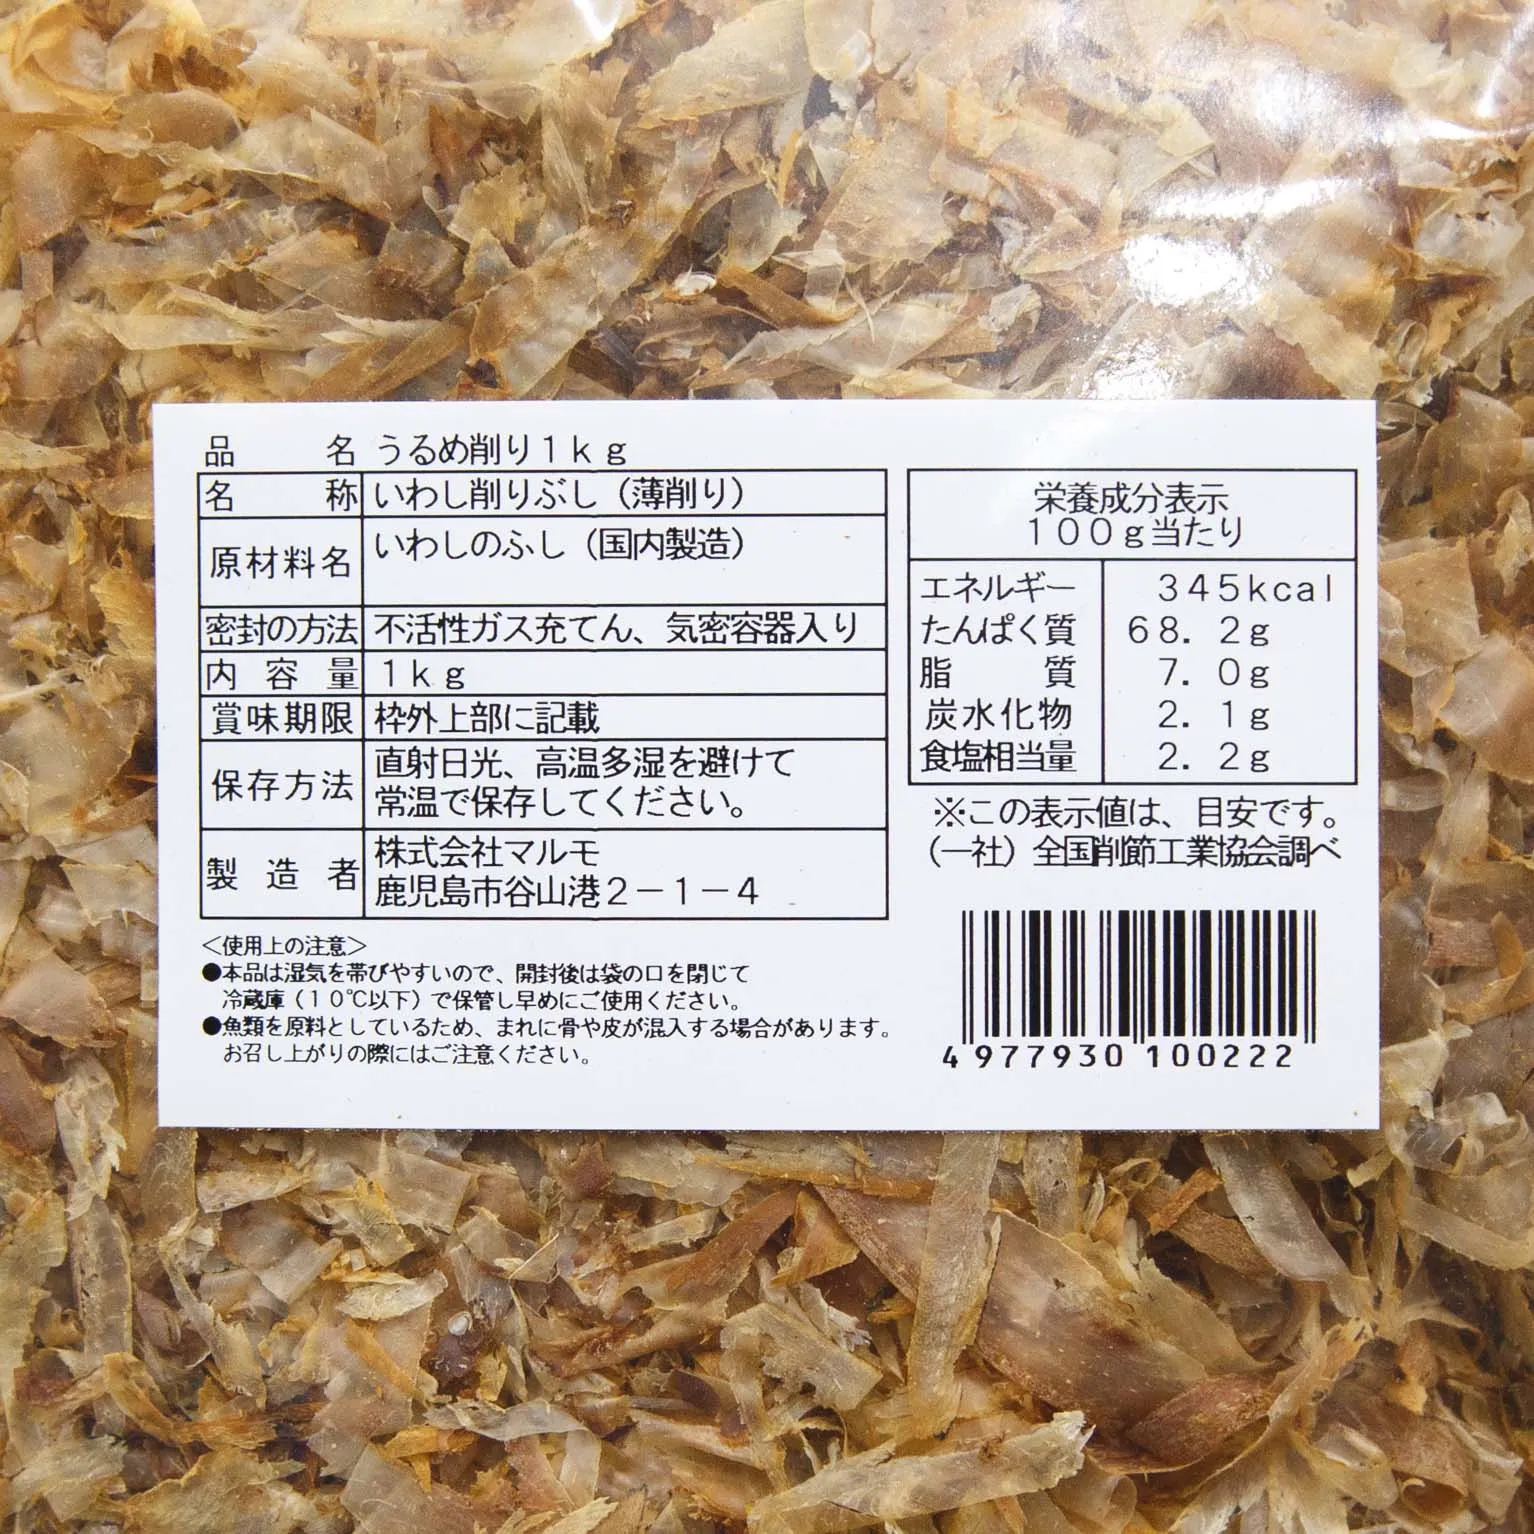 品名 うるめ削り1kg
名称 いわし削りぶし（薄削り）
原材料名 いわしのふし（国内製造）
密封の方法 不活性ガス充てん、気密容器入り
内容量 1kg
賞味期限 枠外上部に記載
保存方法 直射日光、高温多湿を避けて
常温で保存してください。
製造者 株式会社マルモ
鹿児島市谷山港2－1－4
＜使用上の注意＞
●本品は湿気を帯びやすいので、開封後は袋の口を閉じて
冷蔵庫（10℃以下）で保管し早めにご使用ください。
●魚類を原料としているため、まれに骨や皮が混入する場合があります。
お召し上がりの際にはご注意ください。
栄養成分表示
100g当たり
エネルギー 345kcal
たんぱく質 68.2g
脂質 7.0g
炭水化物 2.1g
食塩相当量 2.2g
※この表示値は、目安です。
（一社）全国削節工業協会調べ
4 977930 100222